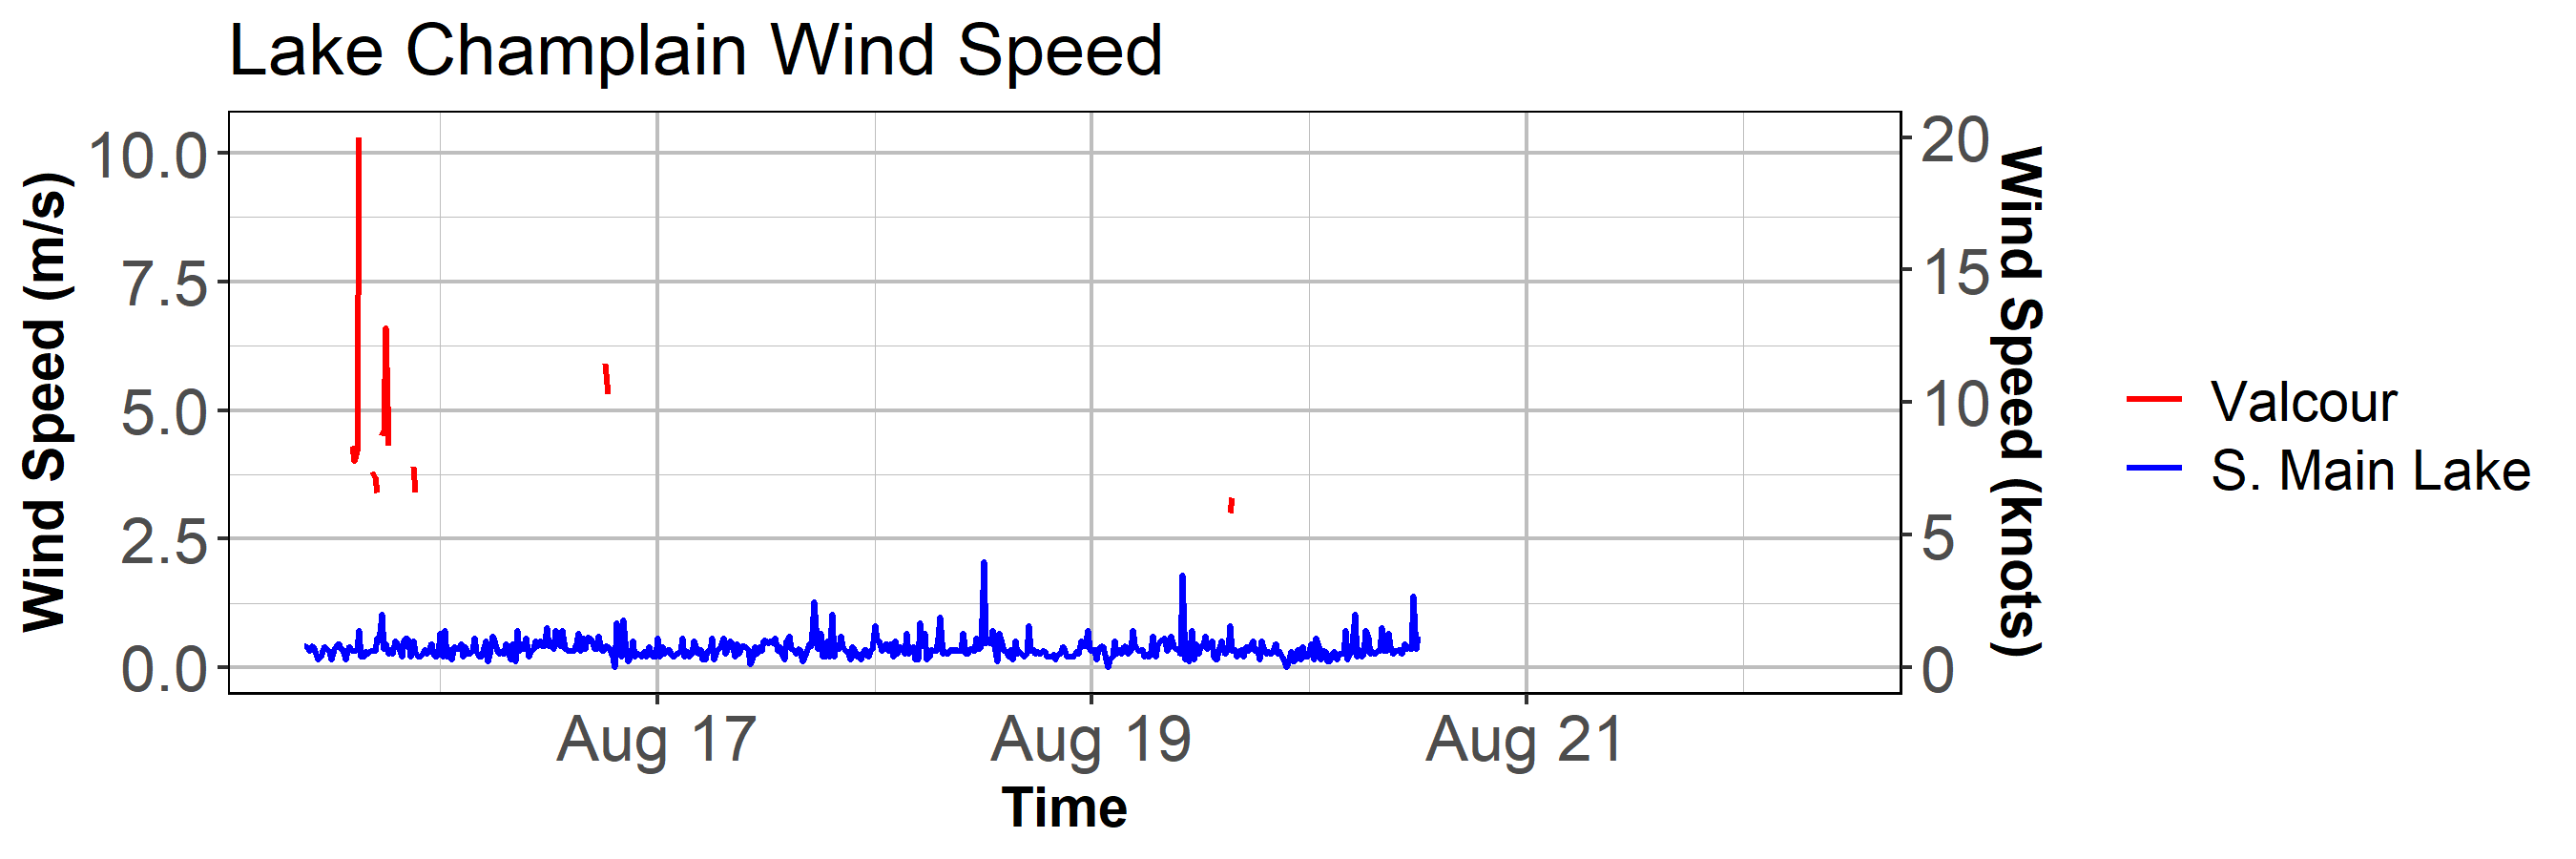 Lake Champlain Wind Speed
Wind Speed (m/s)
10.0
7.5
5.0
2.5
0.0
20
15
10
5
0
Wind Speed (knots)
Aug 17
Aug 19
Aug 21
Time
Valcour
S. Main Lake